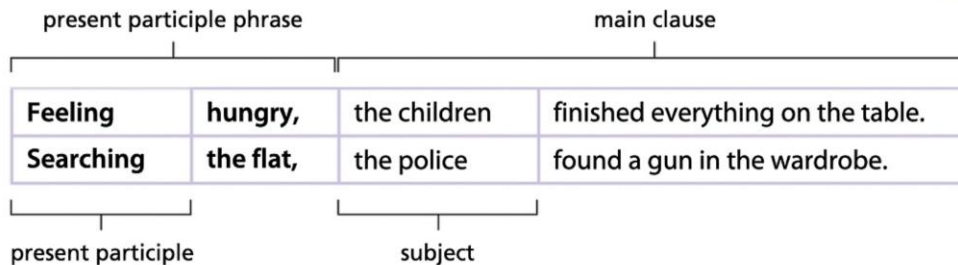 present participle phrase main clause
Feeling hungry, the children finished everything on the table.
Searching the flat, the police found a gun in the wardrobe.
present participle subject